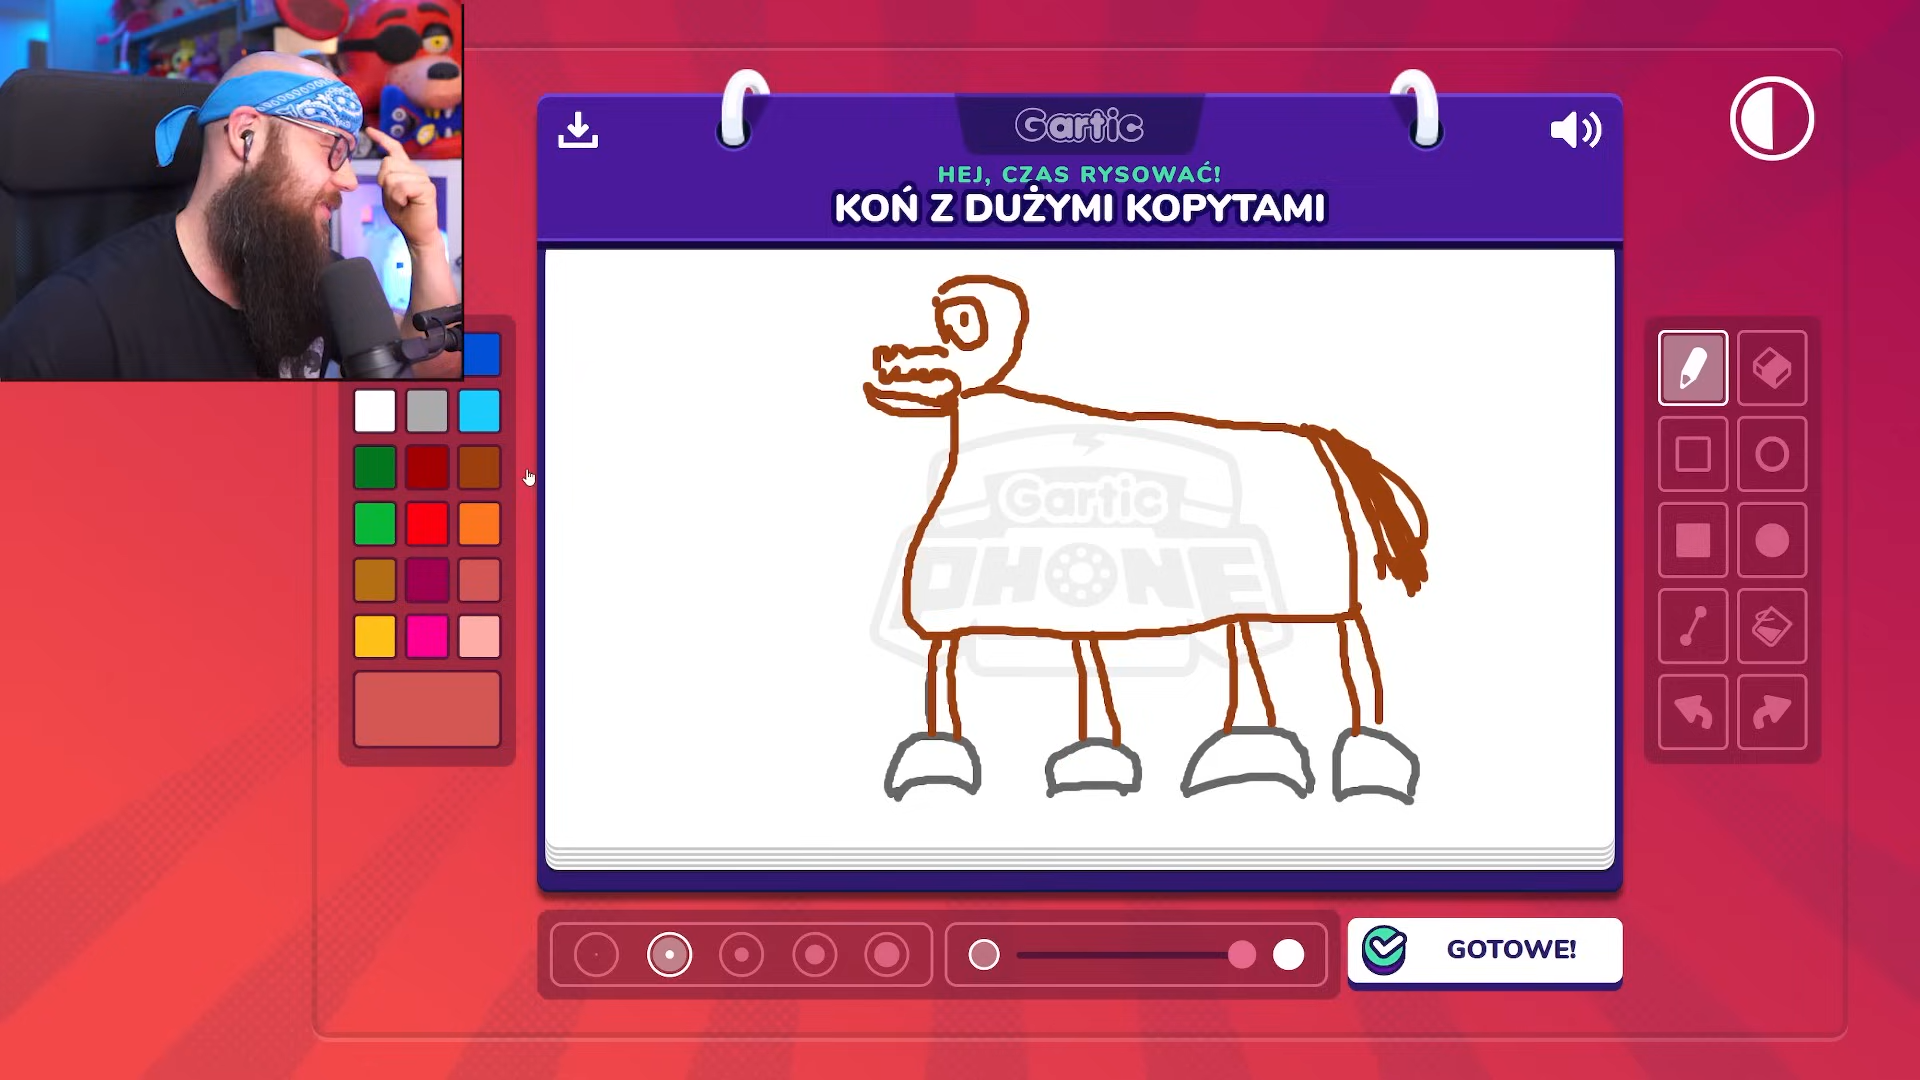 Gartic
HEJ, CZAS RYSOWAĆ!
KOŃ Z DUŻYMI KOPYTAMI
Gartic
PHONE
GOTOWE!